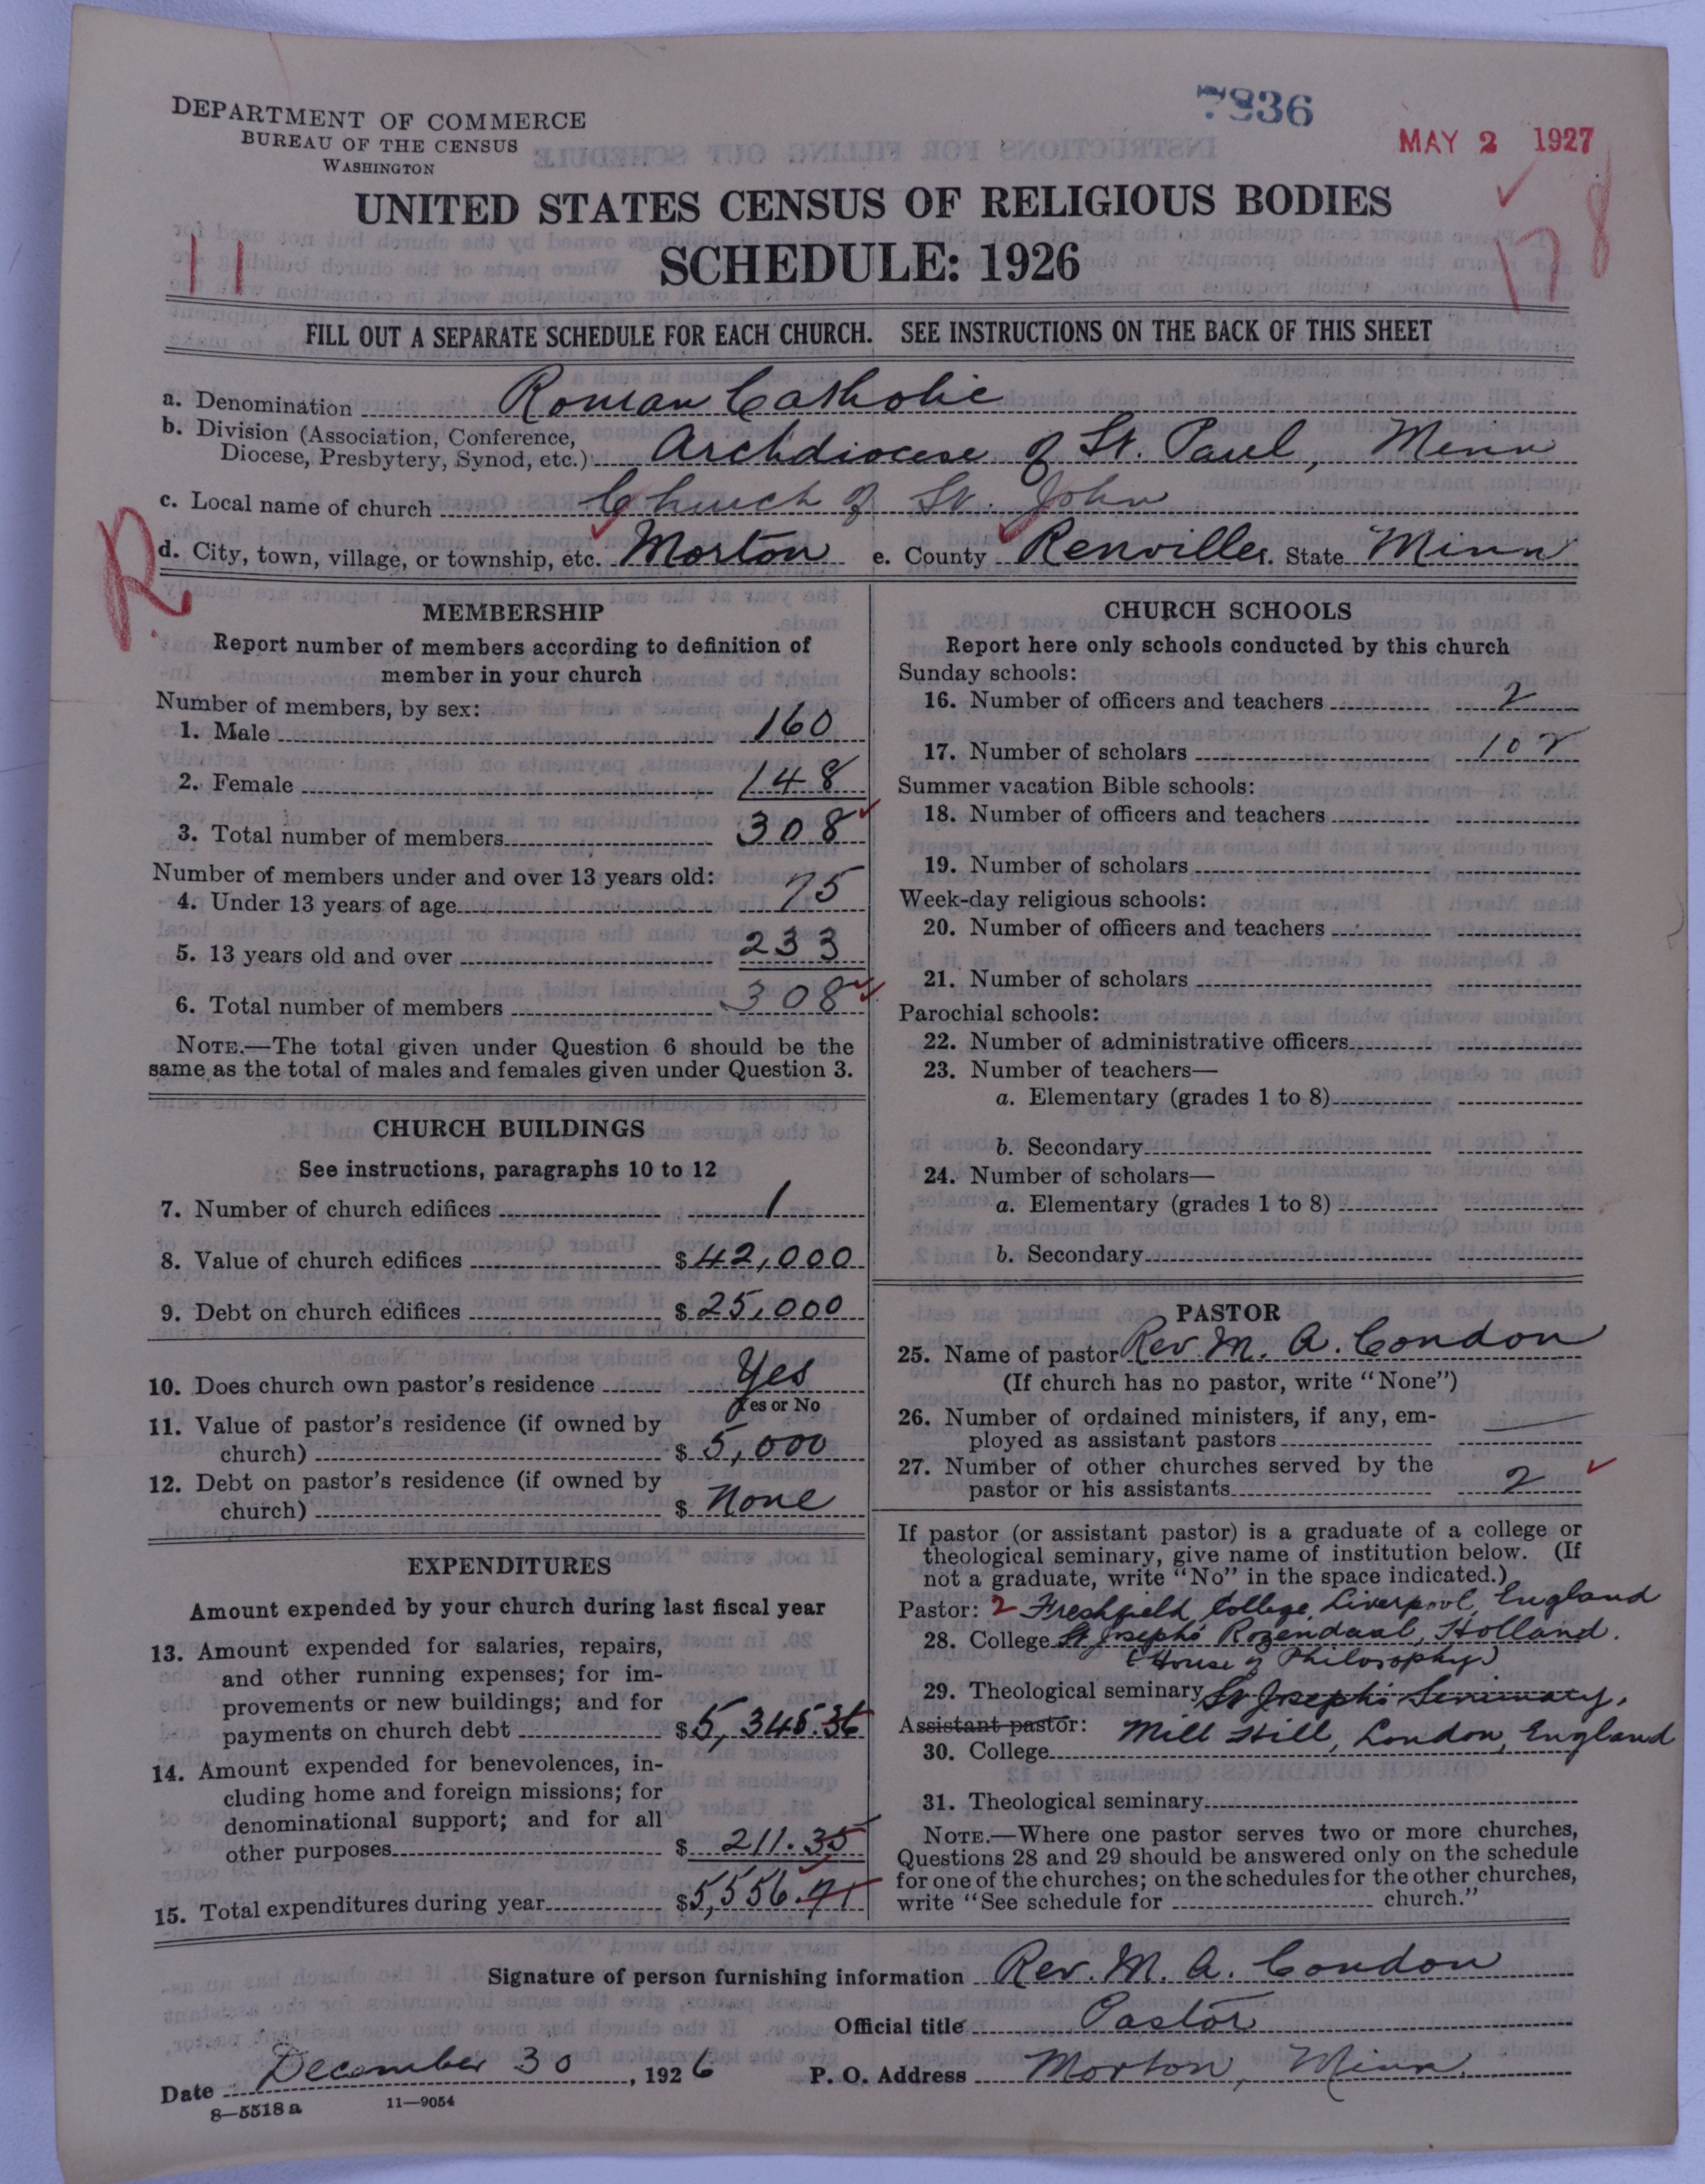 7836
MAY 2 1927
DEPARTMENT OF COMMERCE
BUREAU OF THE CENSUS
WASHINGTON
UNITED STATES CENSUS OF RELIGIOUS BODIES
SCHEDULE: 1926
11
178
FILL OUT A SEPARATE SCHEDULE FOR EACH CHURCH. SEE INSTRUCTIONS ON THE BACK OF THIS SHEET
a. Denomination Roman Catholic
b. Division (Association, Conference,
Diocese, Presbytery, Synod, etc.) Archdiocese of St. Paul, Minn
c. Local name of church Church of St. John
R
d. City, town, village, or township, etc. Morton e. County Renville f. State Minn
MEMBERSHIP
Report number of members according to definition of
member in your church
Number of members, by sex:
1. Male 160
2. Female 148
3. Total number of members 308
Number of members under and over 13 years old:
4. Under 13 years of age 75
5. 13 years old and over 233
6. Total number of members 308
NOTE.—The total given under Question 6 should be the
same as the total of males and females given under Question 3.
CHURCH BUILDINGS
See instructions, paragraphs 10 to 12
7. Number of church edifices 1
8. Value of church edifices $42,000
9. Debt on church edifices $25,000
10. Does church own pastor's residence Yes
Yes or No
11. Value of pastor's residence (if owned by
church) $5,000
12. Debt on pastor's residence (if owned by
church) $None
EXPENDITURES
Amount expended by your church during last fiscal year
13. Amount expended for salaries, repairs,
and other running expenses; for im-
provements or new buildings; and for
payments on church debt $5,345.36
14. Amount expended for benevolences, in-
cluding home and foreign missions; for
denominational support; and for all
other purposes $211.35
15. Total expenditures during year $5,556.71
CHURCH SCHOOLS
Report here only schools conducted by this church
Sunday schools:
16. Number of officers and teachers 2
17. Number of scholars 102
Summer vacation Bible schools:
18. Number of officers and teachers
19. Number of scholars
Week-day religious schools:
20. Number of officers and teachers
21. Number of scholars
Parochial schools:
22. Number of administrative officers
23. Number of teachers—
a. Elementary (grades 1 to 8)
b. Secondary
24. Number of scholars—
a. Elementary (grades 1 to 8)
b. Secondary
PASTOR
25. Name of pastor Rev. M. A. Condon
(If church has no pastor, write "None")
26. Number of ordained ministers, if any, em-
ployed as assistant pastors —
27. Number of other churches served by the
pastor or his assistants 2
If pastor (or assistant pastor) is a graduate of a college or
theological seminary, give name of institution below. (If
not a graduate, write "No" in the space indicated.)
Pastor: 2 Freshfield College, Liverpool, England
28. College St Josephs Rozendaal, Holland.
(House of Philosophy)
29. Theological seminary St Joseph's Seminary,
Assistant pastor: Mill Hill, London, England
30. College
31. Theological seminary
NOTE.—Where one pastor serves two or more churches,
Questions 28 and 29 should be answered only on the schedule
for one of the churches; on the schedules for the other churches,
write "See schedule for church."
Signature of person furnishing information Rev. M. A. Condon
Official title Pastor
Date December 30, 1926 P. O. Address Morton, Minn.
8—5518 a 11—9054